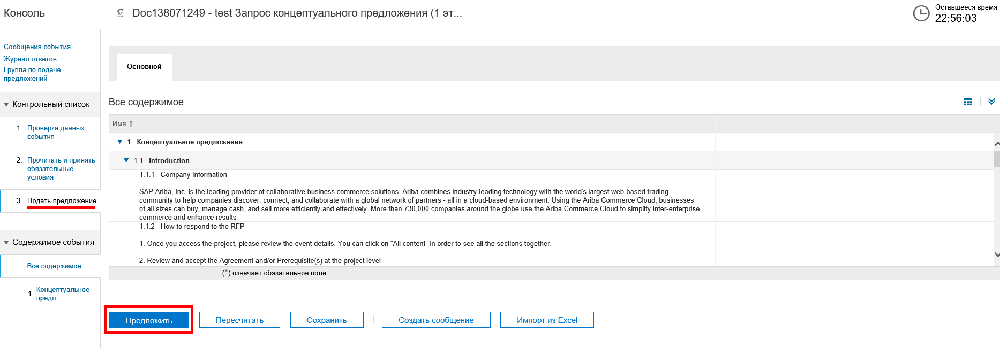 Консоль
Doc138071249 - test Запрос концептуального предложения (1 эт...
Оставшееся время
22:56:03
Сообщения события
Журнал ответов
Группа по подаче
предложений
Контрольный список
1. Проверка данных
события
2. Прочитать и принять
обязательные
условия
3. Подать предложение
Содержимое события
Все содержимое
1 Концептуальное
предл...
Основной
Все содержимое
Имя ↑
1 Концептуальное предложение
1.1 Introduction
1.1.1 Company Information
SAP Ariba, Inc. is the leading provider of collaborative business commerce solutions. Ariba combines industry-leading technology with the world's largest web-based trading
community to help companies discover, connect, and collaborate with a global network of partners - all in a cloud-based environment. Using the Ariba Commerce Cloud, businesses
of all sizes can buy, manage cash, and sell more efficiently and effectively. More than 730,000 companies around the globe use the Ariba Commerce Cloud to simplify inter-enterprise
commerce and enhance results
1.1.2 How to respond to the RFP
1. Once you access the project, please review the event details. You can click on "All content" in order to see all the sections together.
2. Review and accept the Agreement and/or Prerequisite(s) at the project level
(*) означает обязательное поле
Предложить
Пересчитать
Сохранить
Создать сообщение
Импорт из Excel